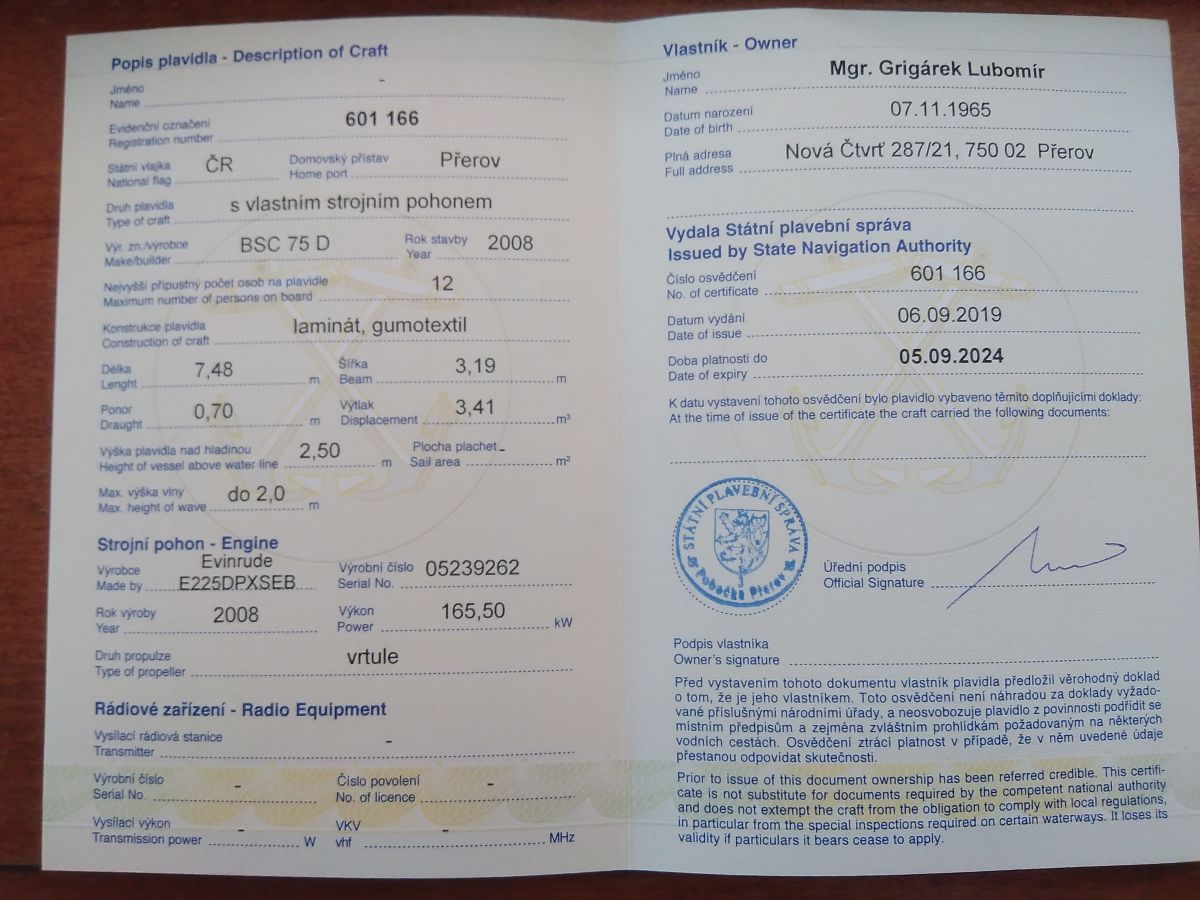 Popis plavidla - Description of Craft
Jméno -
Name
Evidenční označení 601 166
Registration number
Státní vlajka ČR Domovský přístav Přerov
National flag Home port
Druh plavidla s vlastním strojním pohonem
Type of craft
Výr. zn./výrobce BSC 75 D Rok stavby 2008
Make/builder Year
Nejvyšší přípustný počet osob na plavidle 12
Maximum number of persons on board
Konstrukce plavidla laminát, gumotextil
Construction of craft
Délka 7,48 Šířka 3,19
Lenght m Beam m
Ponor 0,70 Výtlak 3,41
Draught m Displacement m³
Výška plavidla nad hladinou 2,50 Plocha plachet -
Height of vessel above water line m Sail area m²
Max. výška vlny do 2,0
Max. height of wave m
Strojní pohon - Engine
Evinrude
Výrobce Výrobní číslo 05239262
Made by E225DPXSEB Serial No.
Rok výroby 2008 Výkon 165,50
Year Power kW
Druh propulze vrtule
Type of propeller
Rádiové zařízení - Radio Equipment
Vysílací rádiová stanice -
Transmitter
Výrobní číslo - Číslo povolení -
Serial No. No. of licence
Vysílací výkon - VKV -
Transmission power W vhf MHz
Vlastník - Owner
Jméno Mgr. Grigárek Lubomír
Name
Datum narození 07.11.1965
Date of birth
Plná adresa Nová Čtvrť 287/21, 750 02 Přerov
Full address
Vydala Státní plavební správa
Issued by State Navigation Authority
Číslo osvědčení 601 166
No. of certificate
Datum vydání 06.09.2019
Date of issue
Doba platnosti do 05.09.2024
Date of expiry
K datu vystavení tohoto osvědčení bylo plavidlo vybaveno těmito doplňujícími doklady:
At the time of issue of the certificate the craft carried the following documents:
STÁTNÍ PLAVEBNÍ SPRÁVA
Pobočka Přerov
Úřední podpis
Official Signature
Podpis vlastníka
Owner's signature
Před vystavením tohoto dokumentu vlastník plavidla předložil věrohodný doklad
o tom, že je jeho vlastníkem. Toto osvědčení není náhradou za doklady vyžado-
vané příslušnými národními úřady, a neosvobozuje plavidlo z povinnosti podřídit se
místním předpisům a zejména zvláštním prohlídkám požadovaným na některých
vodních cestách. Osvědčení ztrácí platnost v případě, že v něm uvedené údaje
přestanou odpovídat skutečnosti.
Prior to issue of this document ownership has been referred credible. This certifi-
cate is not substitute for documents required by the competent national authority
and does not extempt the craft from the obligation to comply with local regulations,
in particular from the special inspections required on certain waterways. It loses its
validity if particulars it bears cease to apply.